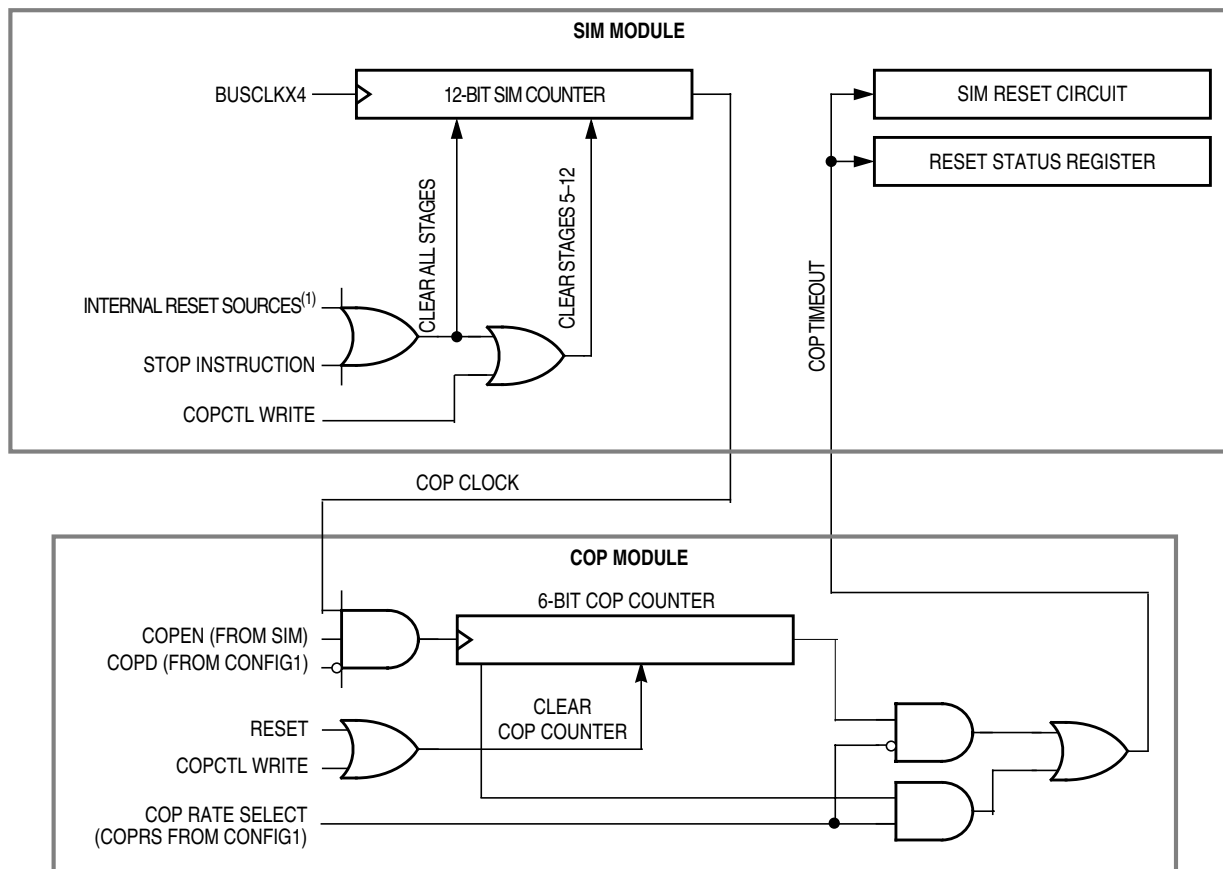 SIM MODULE
BUSCLKX4
12-BIT SIM COUNTER
SIM RESET CIRCUIT
RESET STATUS REGISTER
CLEAR ALL STAGES
CLEAR STAGES 5–12
COP TIMEOUT
INTERNAL RESET SOURCES(1)
STOP INSTRUCTION
COPCTL WRITE
COP CLOCK
COP MODULE
6-BIT COP COUNTER
COPEN (FROM SIM)
COPD (FROM CONFIG1)
CLEAR
COP COUNTER
RESET
COPCTL WRITE
COP RATE SELECT
(COPRS FROM CONFIG1)